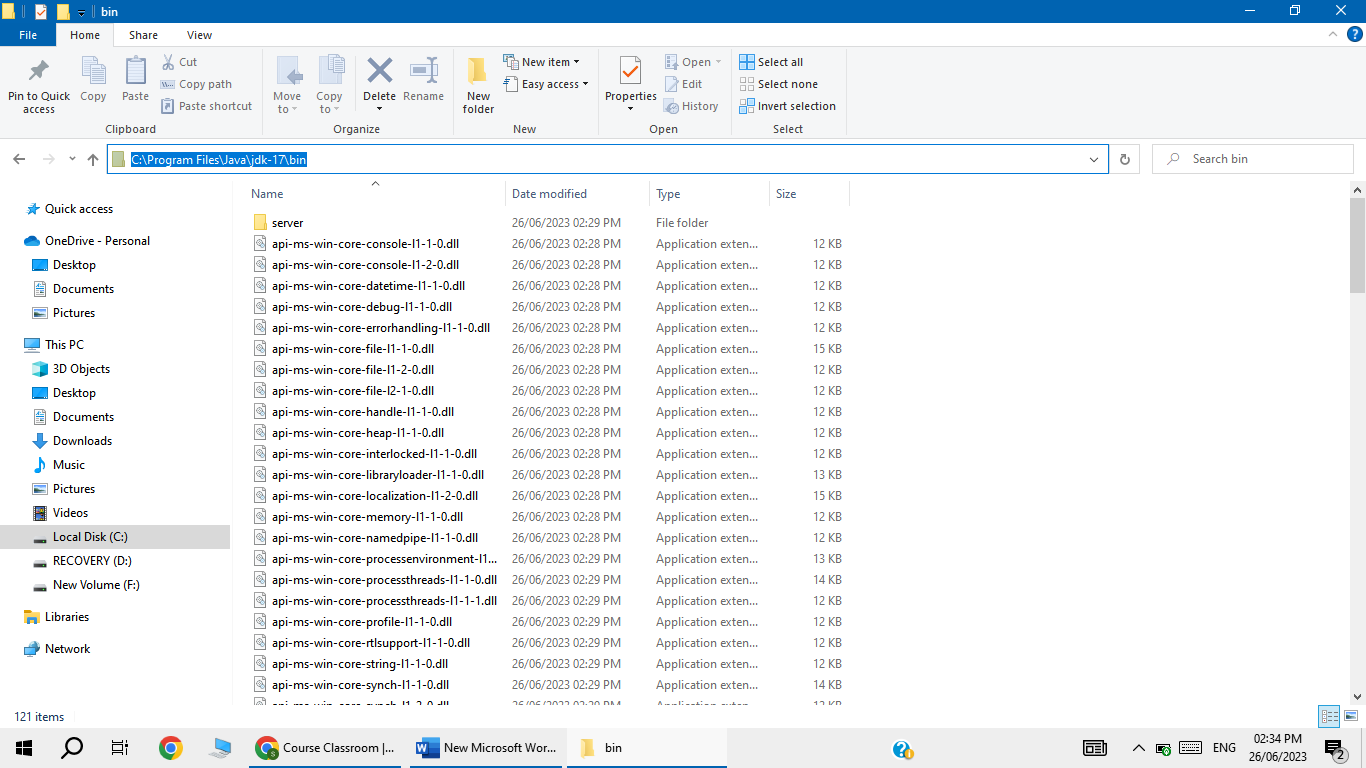 bin
File Home Share View
Pin to Quick access
Copy
Paste
Cut
Copy path
Paste shortcut
Clipboard
Move to
Copy to
Delete
Rename
Organize
New folder
New item
Easy access
New
Properties
Open
Edit
History
Open
Select all
Select none
Invert selection
Select
C:\Program Files\Java\jdk-17\bin
Search bin
Quick access
OneDrive - Personal
Desktop
Documents
Pictures
This PC
3D Objects
Desktop
Documents
Downloads
Music
Pictures
Videos
Local Disk (C:)
RECOVERY (D:)
New Volume (F:)
Libraries
Network
Name Date modified Type Size
server 26/06/2023 02:29 PM File folder
api-ms-win-core-console-l1-1-0.dll 26/06/2023 02:28 PM Application exten... 12 KB
api-ms-win-core-console-l1-2-0.dll 26/06/2023 02:28 PM Application exten... 12 KB
api-ms-win-core-datetime-l1-1-0.dll 26/06/2023 02:28 PM Application exten... 12 KB
api-ms-win-core-debug-l1-1-0.dll 26/06/2023 02:28 PM Application exten... 12 KB
api-ms-win-core-errorhandling-l1-1-0.dll 26/06/2023 02:28 PM Application exten... 12 KB
api-ms-win-core-file-l1-1-0.dll 26/06/2023 02:28 PM Application exten... 15 KB
api-ms-win-core-file-l1-2-0.dll 26/06/2023 02:28 PM Application exten... 12 KB
api-ms-win-core-file-l2-1-0.dll 26/06/2023 02:28 PM Application exten... 12 KB
api-ms-win-core-handle-l1-1-0.dll 26/06/2023 02:28 PM Application exten... 12 KB
api-ms-win-core-heap-l1-1-0.dll 26/06/2023 02:28 PM Application exten... 12 KB
api-ms-win-core-interlocked-l1-1-0.dll 26/06/2023 02:28 PM Application exten... 12 KB
api-ms-win-core-libraryloader-l1-1-0.dll 26/06/2023 02:28 PM Application exten... 13 KB
api-ms-win-core-localization-l1-2-0.dll 26/06/2023 02:28 PM Application exten... 15 KB
api-ms-win-core-memory-l1-1-0.dll 26/06/2023 02:28 PM Application exten... 12 KB
api-ms-win-core-namedpipe-l1-1-0.dll 26/06/2023 02:28 PM Application exten... 12 KB
api-ms-win-core-processenvironment-l1... 26/06/2023 02:29 PM Application exten... 13 KB
api-ms-win-core-processthreads-l1-1-0.dll 26/06/2023 02:29 PM Application exten... 14 KB
api-ms-win-core-processthreads-l1-1-1.dll 26/06/2023 02:29 PM Application exten... 12 KB
api-ms-win-core-profile-l1-1-0.dll 26/06/2023 02:29 PM Application exten... 12 KB
api-ms-win-core-rtlsupport-l1-1-0.dll 26/06/2023 02:29 PM Application exten... 12 KB
api-ms-win-core-string-l1-1-0.dll 26/06/2023 02:29 PM Application exten... 12 KB
api-ms-win-core-synch-l1-1-0.dll 26/06/2023 02:29 PM Application exten... 14 KB
121 items
Course Classroom |...
New Microsoft Wor...
bin
ENG
02:34 PM
26/06/2023
2